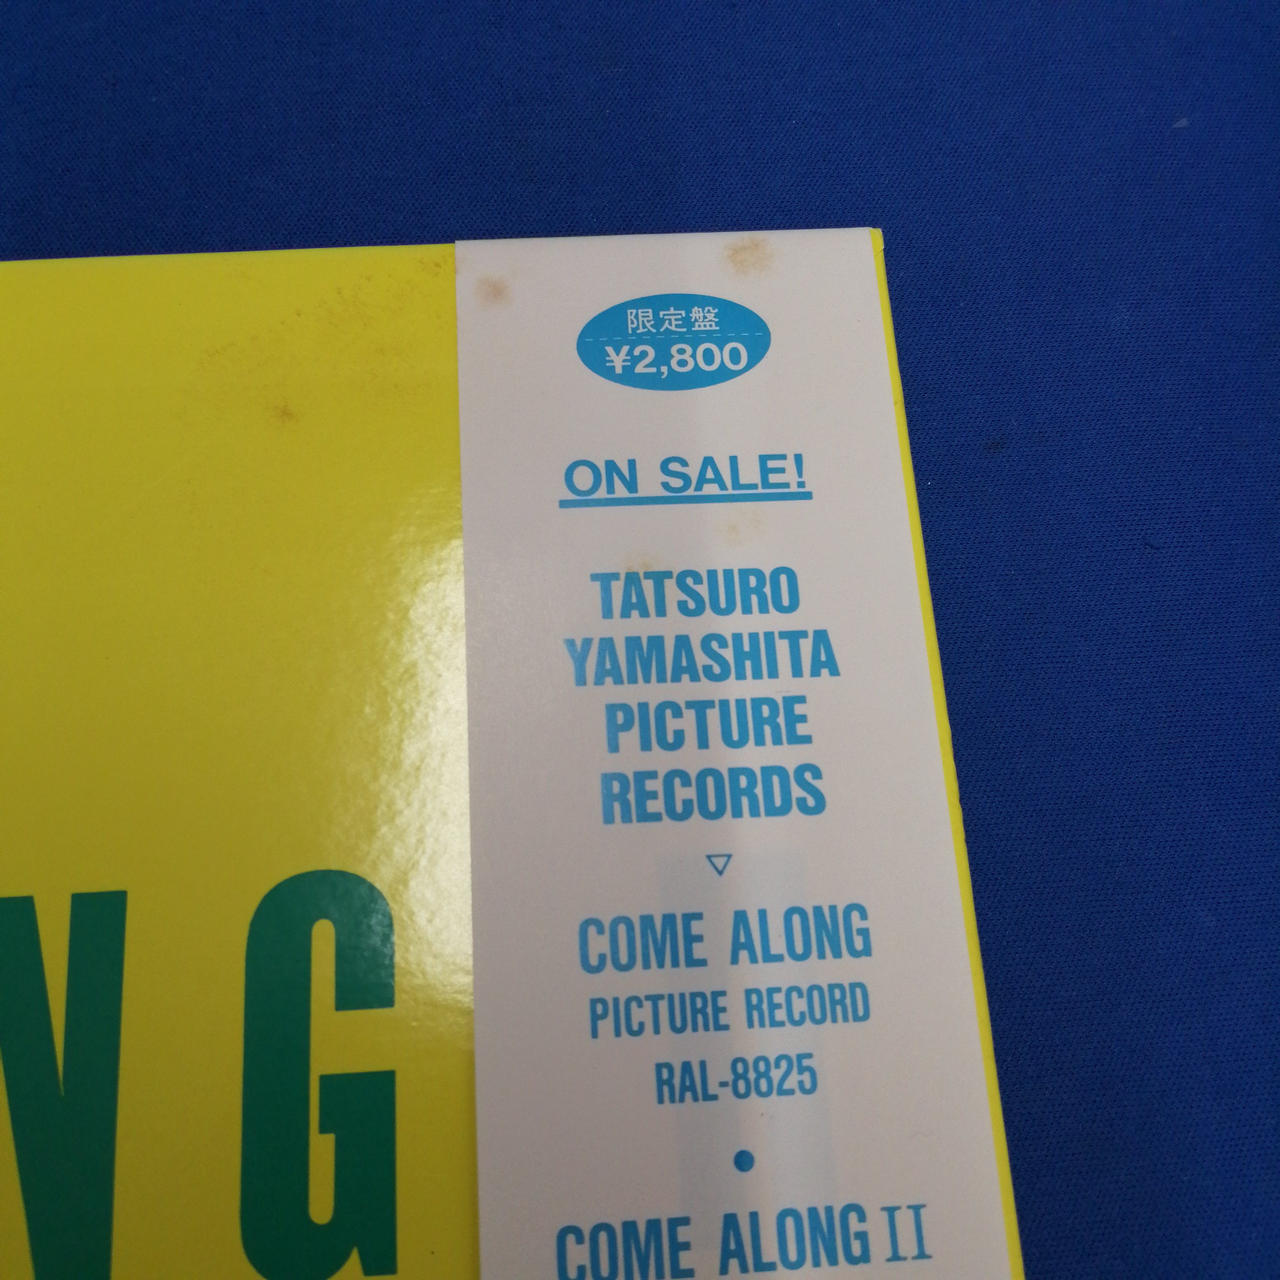 限定盤
¥2,800
ON SALE!
TATSURO
YAMASHITA
PICTURE
RECORDS
COME ALONG
PICTURE RECORD
RAL-8825
COME ALONG II
NG